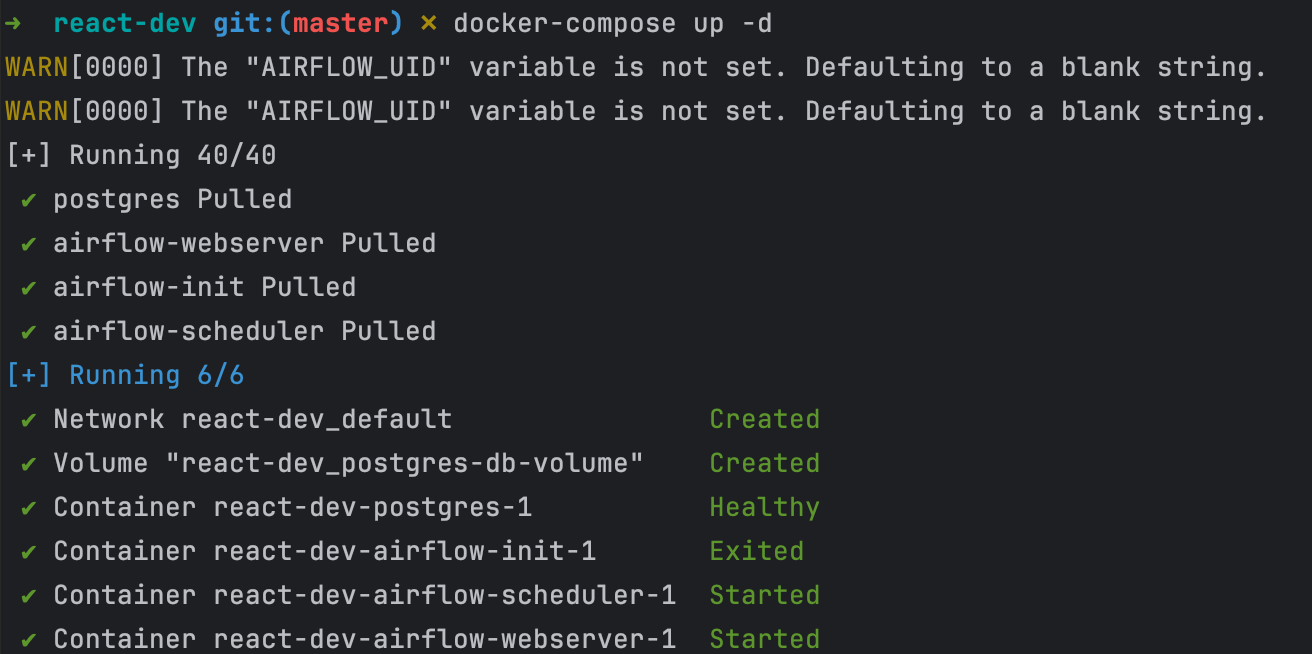 → react-dev git:(master) × docker-compose up -d
WARN[0000] The "AIRFLOW_UID" variable is not set. Defaulting to a blank string.
WARN[0000] The "AIRFLOW_UID" variable is not set. Defaulting to a blank string.
[+] Running 40/40
✔ postgres Pulled
✔ airflow-webserver Pulled
✔ airflow-init Pulled
✔ airflow-scheduler Pulled
[+] Running 6/6
✔ Network react-dev_default Created
✔ Volume "react-dev_postgres-db-volume" Created
✔ Container react-dev-postgres-1 Healthy
✔ Container react-dev-airflow-init-1 Exited
✔ Container react-dev-airflow-scheduler-1 Started
✔ Container react-dev-airflow-webserver-1 Started